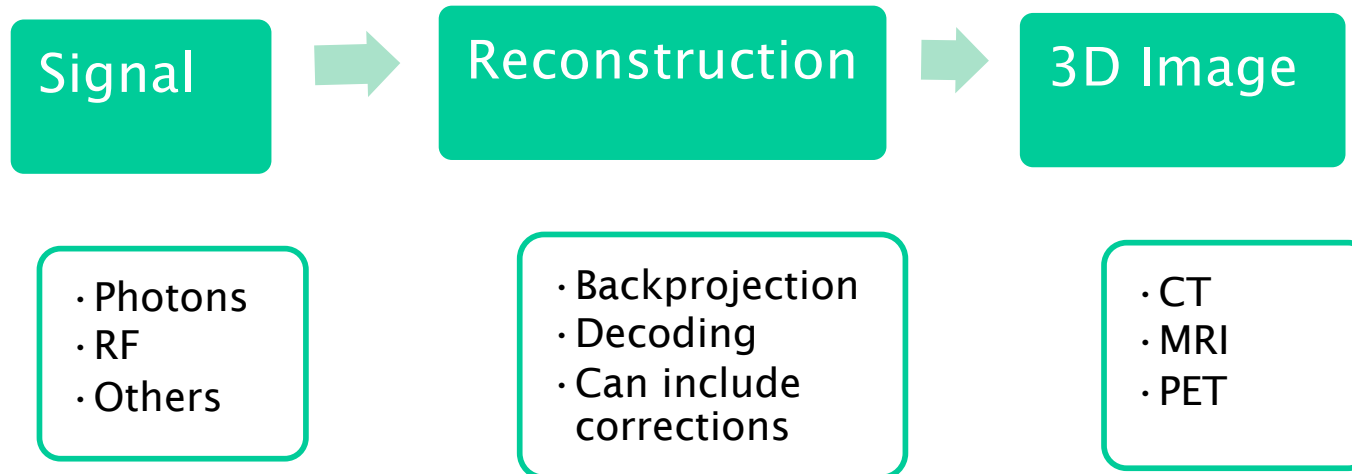 Signal
Reconstruction
3D Image
· Photons
· RF
· Others
· Backprojection
· Decoding
· Can include
corrections
· CT
· MRI
· PET